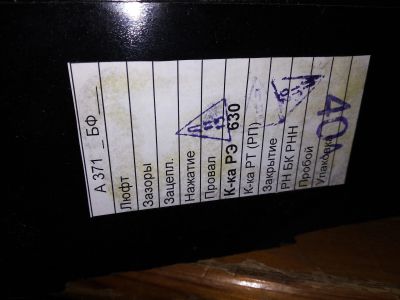 А 371 _ БФ ___
Люфт
Зазоры
Зацепл.
Нажатие
Провал
К-ка РЭ 630
К-ка РТ (РП)
Закрытие
РН БК РНН
Пробой
Упаковка